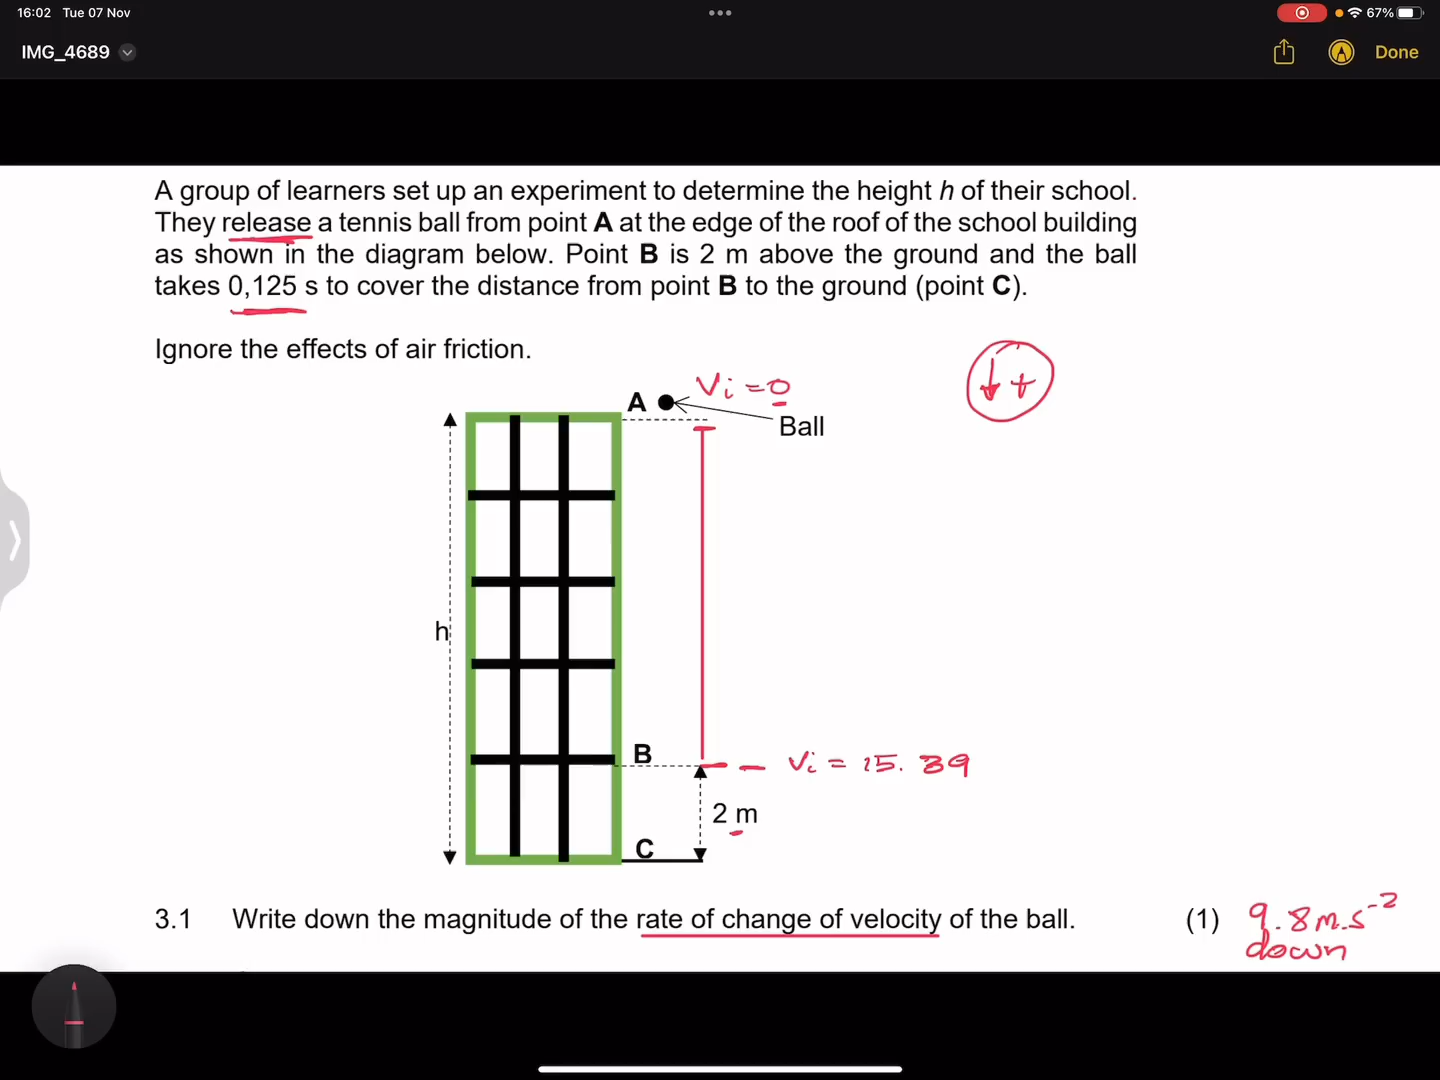 16:02 Tue 07 Nov
67%
IMG_4689
Done
A group of learners set up an experiment to determine the height h of their school.
They release a tennis ball from point A at the edge of the roof of the school building
as shown in the diagram below. Point B is 2 m above the ground and the ball
takes 0,125 s to cover the distance from point B to the ground (point C).
Ignore the effects of air friction.
Vi = 0
↓ +
A
Ball
h
B
Vi = 15.39
2 m
C
3.1 Write down the magnitude of the rate of change of velocity of the ball. (1) 9.8 m.s⁻²
down